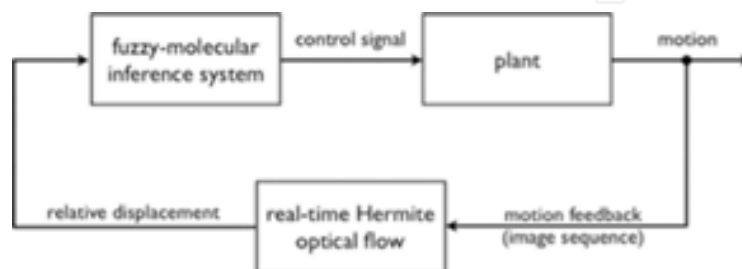 fuzzy-molecular
inference system
control signal
plant
motion
relative displacement
real-time Hermite
optical flow
motion feedback
(image sequence)